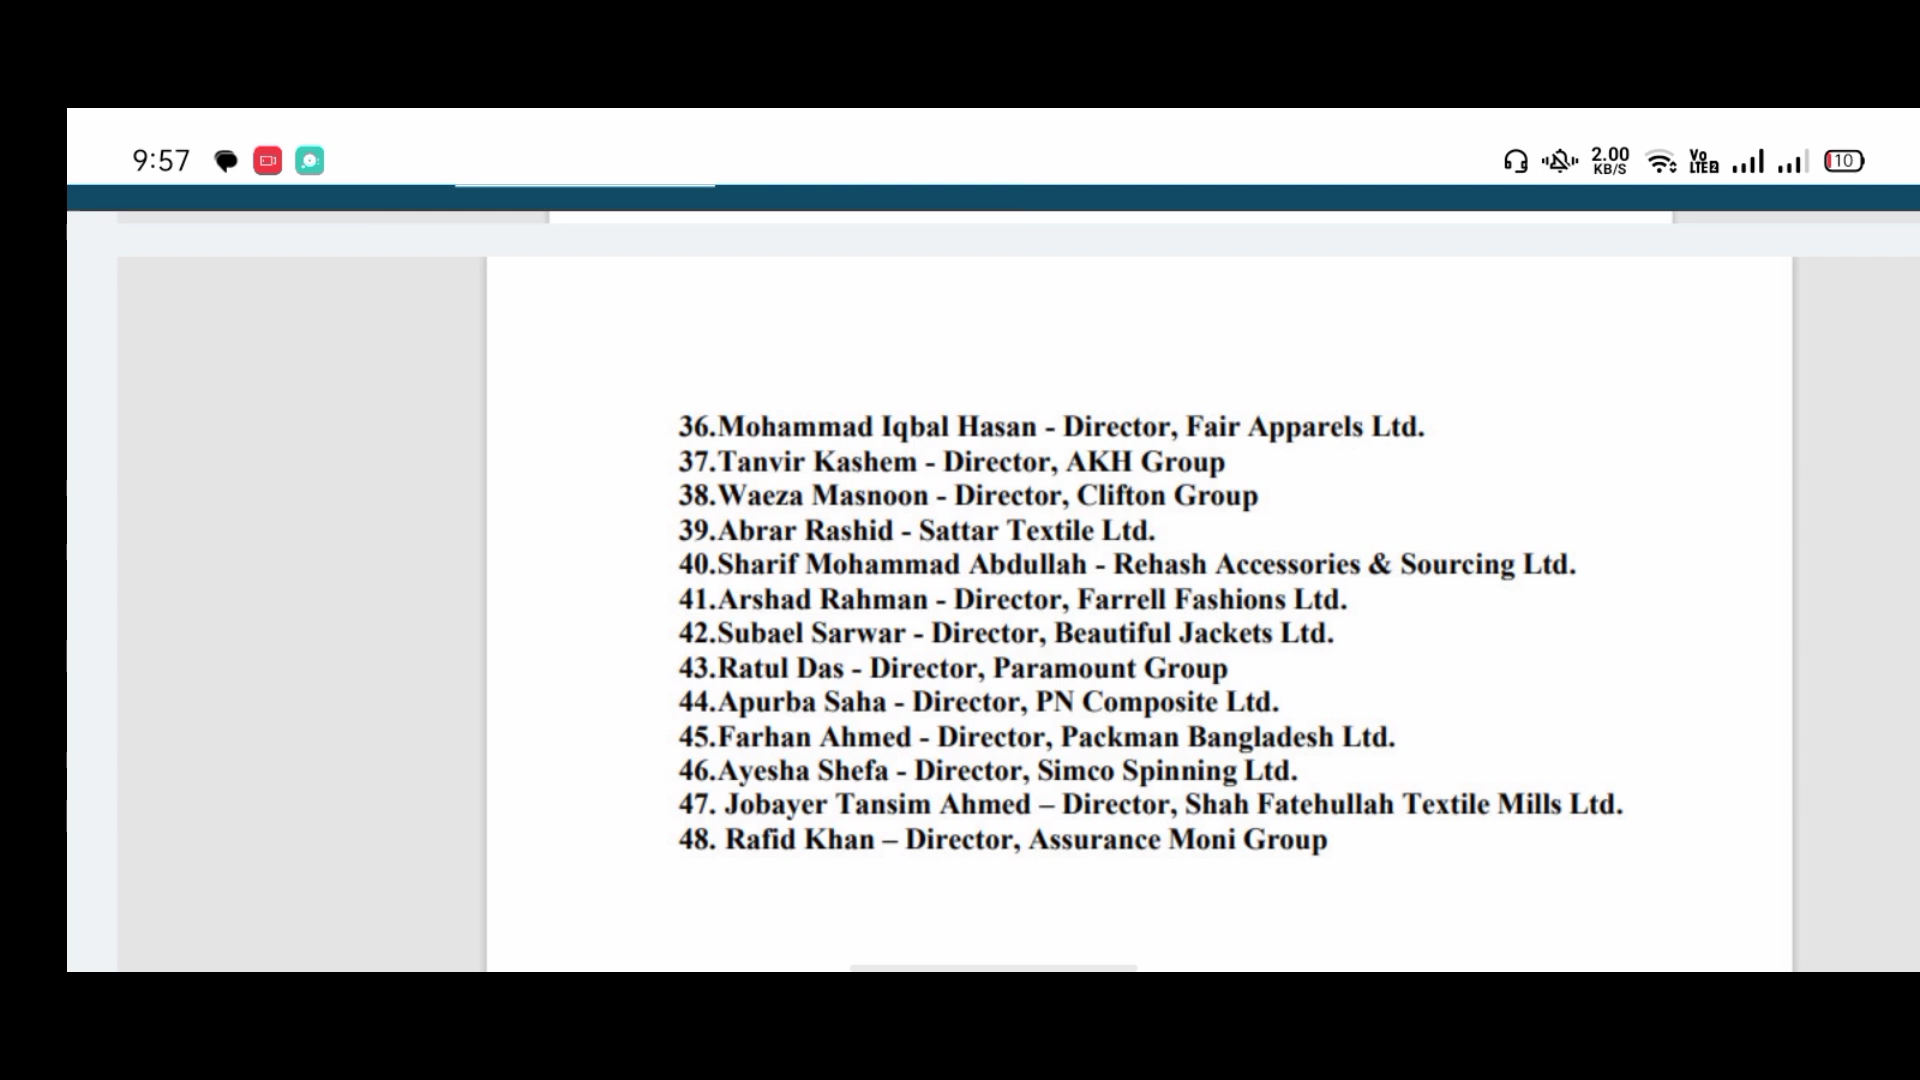 9:57
2.00
KB/S
Vo
LTE 2
10
36.Mohammad Iqbal Hasan - Director, Fair Apparels Ltd.
37.Tanvir Kashem - Director, AKH Group
38.Waeza Masnoon - Director, Clifton Group
39.Abrar Rashid - Sattar Textile Ltd.
40.Sharif Mohammad Abdullah - Rehash Accessories & Sourcing Ltd.
41.Arshad Rahman - Director, Farrell Fashions Ltd.
42.Subael Sarwar - Director, Beautiful Jackets Ltd.
43.Ratul Das - Director, Paramount Group
44.Apurba Saha - Director, PN Composite Ltd.
45.Farhan Ahmed - Director, Packman Bangladesh Ltd.
46.Ayesha Shefa - Director, Simco Spinning Ltd.
47. Jobayer Tansim Ahmed – Director, Shah Fatehullah Textile Mills Ltd.
48. Rafid Khan – Director, Assurance Moni Group